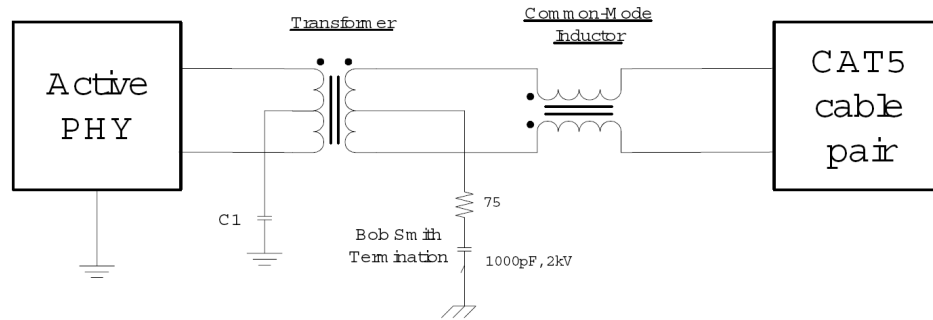 Transformer
Common-Mode
Inductor
Active
PHY
CAT5
cable
pair
C1
75
Bob Smith
Termination
1000pF,2kV